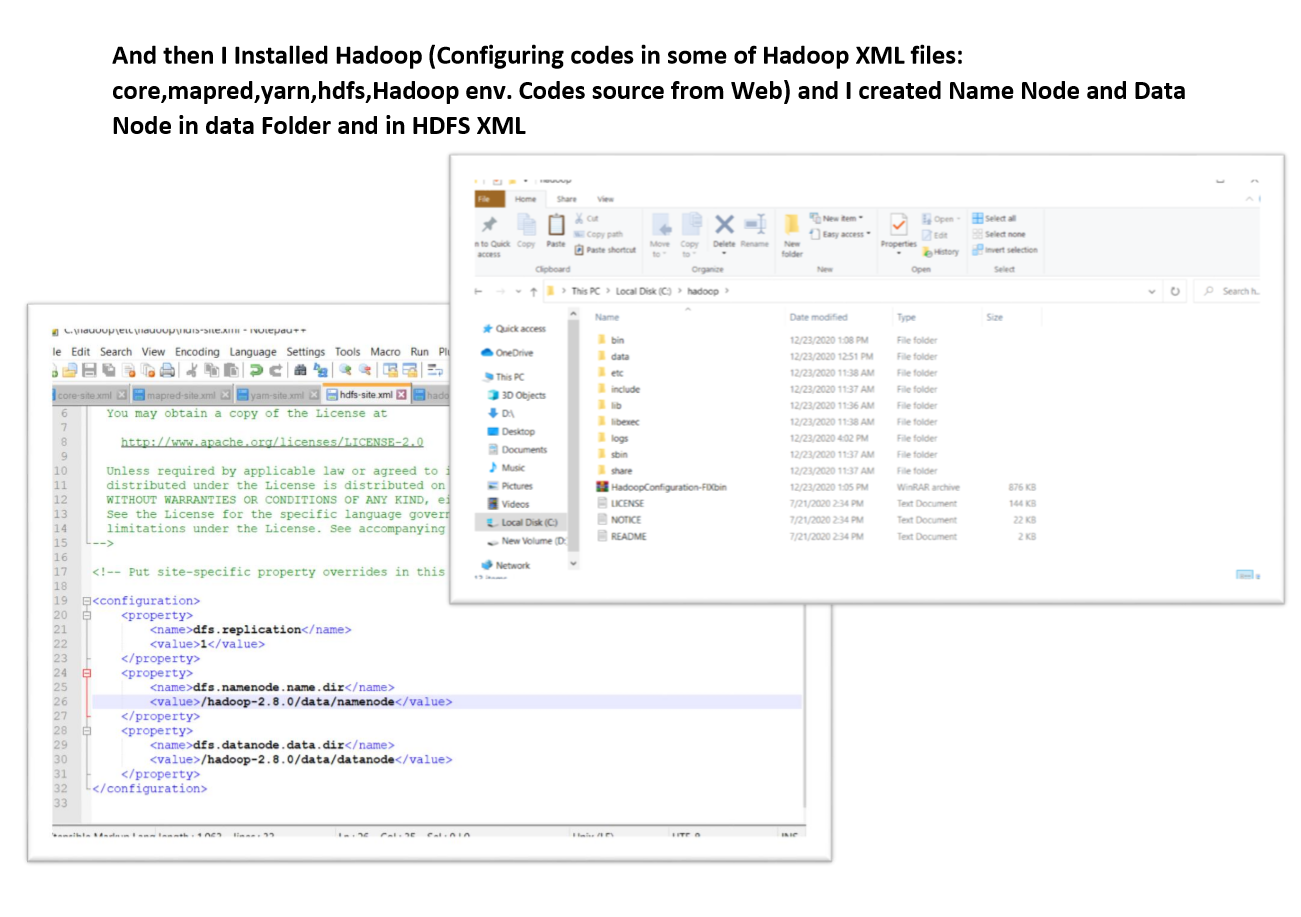 And then I Installed Hadoop (Configuring codes in some of Hadoop XML files:
core,mapred,yarn,hdfs,Hadoop env. Codes source from Web) and I created Name Node and Data
Node in data Folder and in HDFS XML
File Home Share View
n to Quick access
Copy
Paste
Cut
Copy path
Paste shortcut
Clipboard
Move to
Copy to
Delete
Rename
Organize
New folder
New item
Easy access
New
Properties
Open
Edit
History
Open
Select all
Select none
Invert selection
Select
This PC > Local Disk (C:) > hadoop >
Search h..
Quick access
OneDrive
This PC
3D Objects
D:\
Desktop
Documents
Music
Pictures
Videos
Local Disk (C:)
New Volume (D:
Network
Name Date modified Type Size
bin 12/23/2020 1:08 PM File folder
data 12/23/2020 12:51 PM File folder
etc 12/23/2020 11:38 AM File folder
include 12/23/2020 11:37 AM File folder
lib 12/23/2020 11:36 AM File folder
libexec 12/23/2020 11:38 AM File folder
logs 12/23/2020 4:02 PM File folder
sbin 12/23/2020 11:37 AM File folder
share 12/23/2020 11:37 AM File folder
HadoopConfiguration-FIXbin 12/23/2020 1:05 PM WinRAR archive 876 KB
LICENSE 7/21/2020 2:34 PM Text Document 144 KB
NOTICE 7/21/2020 2:34 PM Text Document 22 KB
README 7/21/2020 2:34 PM Text Document 2 KB
C:\hadoop\etc\hadoop\hdfs-site.xml - Notepad++
le Edit Search View Encoding Language Settings Tools Macro Run Pl
core-site.xml mapred-site.xml yarn-site.xml hdfs-site.xml hado
6 You may obtain a copy of the License at
7
8 http://www.apache.org/licenses/LICENSE-2.0
9
10 Unless required by applicable law or agreed to i
11 distributed under the License is distributed on
12 WITHOUT WARRANTIES OR CONDITIONS OF ANY KIND, ei
13 See the License for the specific language govern
14 limitations under the License. See accompanying
15 -->
16
17 <!-- Put site-specific property overrides in this
18
19 <configuration>
20 <property>
21 <name>dfs.replication</name>
22 <value>1</value>
23 </property>
24 <property>
25 <name>dfs.namenode.name.dir</name>
26 <value>/hadoop-2.8.0/data/namenode</value>
27 </property>
28 <property>
29 <name>dfs.datanode.data.dir</name>
30 <value>/hadoop-2.8.0/data/datanode</value>
31 </property>
32 </configuration>
33